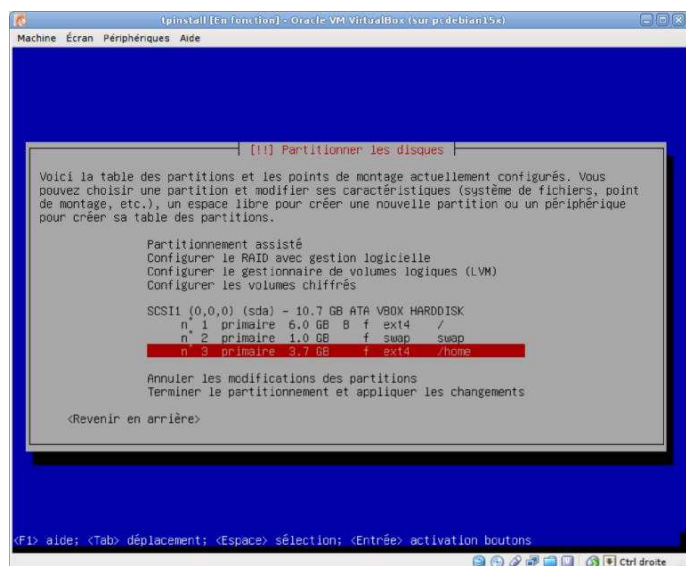 tpinstall [En fonction] - Oracle VM VirtualBox (sur pcdebian15x)
Machine Écran Périphériques Aide
[!!] Partitionner les disques
Voici la table des partitions et les points de montage actuellement configurés. Vous
pouvez choisir une partition et modifier ses caractéristiques (système de fichiers, point
de montage, etc.), un espace libre pour créer une nouvelle partition ou un périphérique
pour créer sa table des partitions.
Partitionnement assisté
Configurer le RAID avec gestion logicielle
Configurer le gestionnaire de volumes logiques (LVM)
Configurer les volumes chiffrés
SCSI1 (0,0,0) (sda) - 10.7 GB ATA VBOX HARDDISK
n° 1 primaire 6.0 GB B f ext4 /
n° 2 primaire 1.0 GB f swap swap
n° 3 primaire 3.7 GB f ext4 /home
Annuler les modifications des partitions
Terminer le partitionnement et appliquer les changements
<Revenir en arrière>
<F1> aide; <Tab> déplacement; <Espace> sélection; <Entrée> activation boutons
Ctrl droite